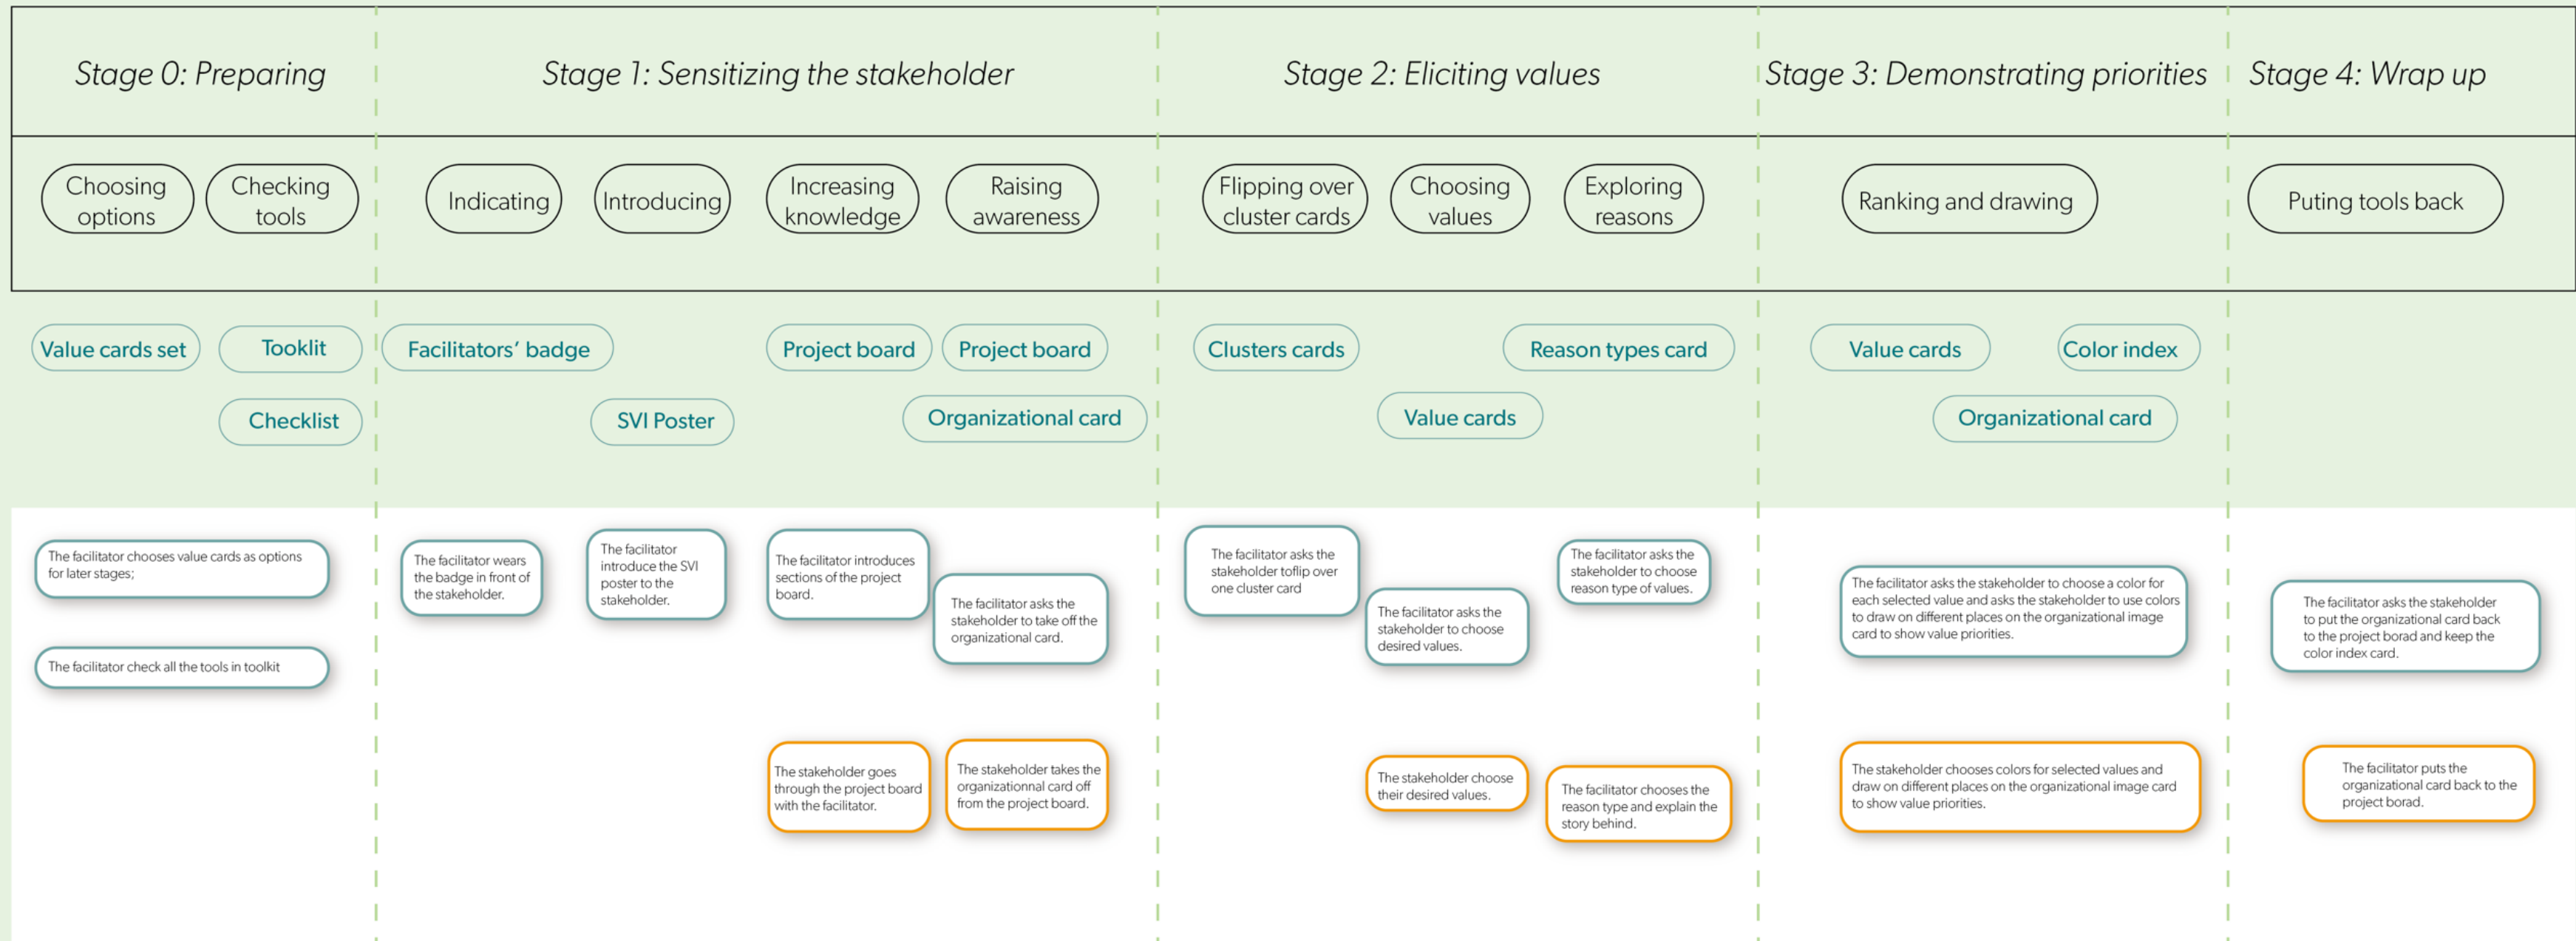 Stage 0: Preparing
Stage 1: Sensitizing the stakeholder
Stage 2: Eliciting values
Stage 3: Demonstrating priorities
Stage 4: Wrap up
Choosing
options
Checking
tools
Indicating
Introducing
Increasing
knowledge
Raising
awareness
Flipping over
cluster cards
Choosing
values
Exploring
reasons
Ranking and drawing
Puting tools back
Value cards set
Tooklit
Facilitators' badge
Project board
Project board
Clusters cards
Reason types card
Value cards
Color index
Checklist
SVI Poster
Organizational card
Value cards
Organizational card
The facilitator chooses value cards as options
for later stages;
The facilitator check all the tools in toolkit
The facilitator wears
the badge in front of
the stakeholder.
The facilitator
introduce the SVI
poster to the
stakeholder.
The facilitator introduces
sections of the project
board.
The facilitator asks the
stakeholder to take off the
organizational card.
The facilitator asks the
stakeholder toflip over
one cluster card
The facilitator asks the
stakeholder to choose
desired values.
The facilitator asks the
stakeholder to choose
reason type of values.
The facilitator asks the stakeholder to choose a color for
each selected value and asks the stakeholder to use colors
to draw on different places on the organizational image
card to show value priorities.
The facilitator asks the stakeholder
to put the organizational card back
to the project borad and keep the
color index card.
The stakeholder goes
through the project board
with the facilitator.
The stakeholder takes the
organizationnal card off
from the project board.
The stakeholder choose
their desired values.
The facilitator chooses the
reason type and explain the
story behind.
The stakeholder chooses colors for selected values and
draw on different places on the organizational image card
to show value priorities.
The facilitator puts the
organizational card back to the
project borad.